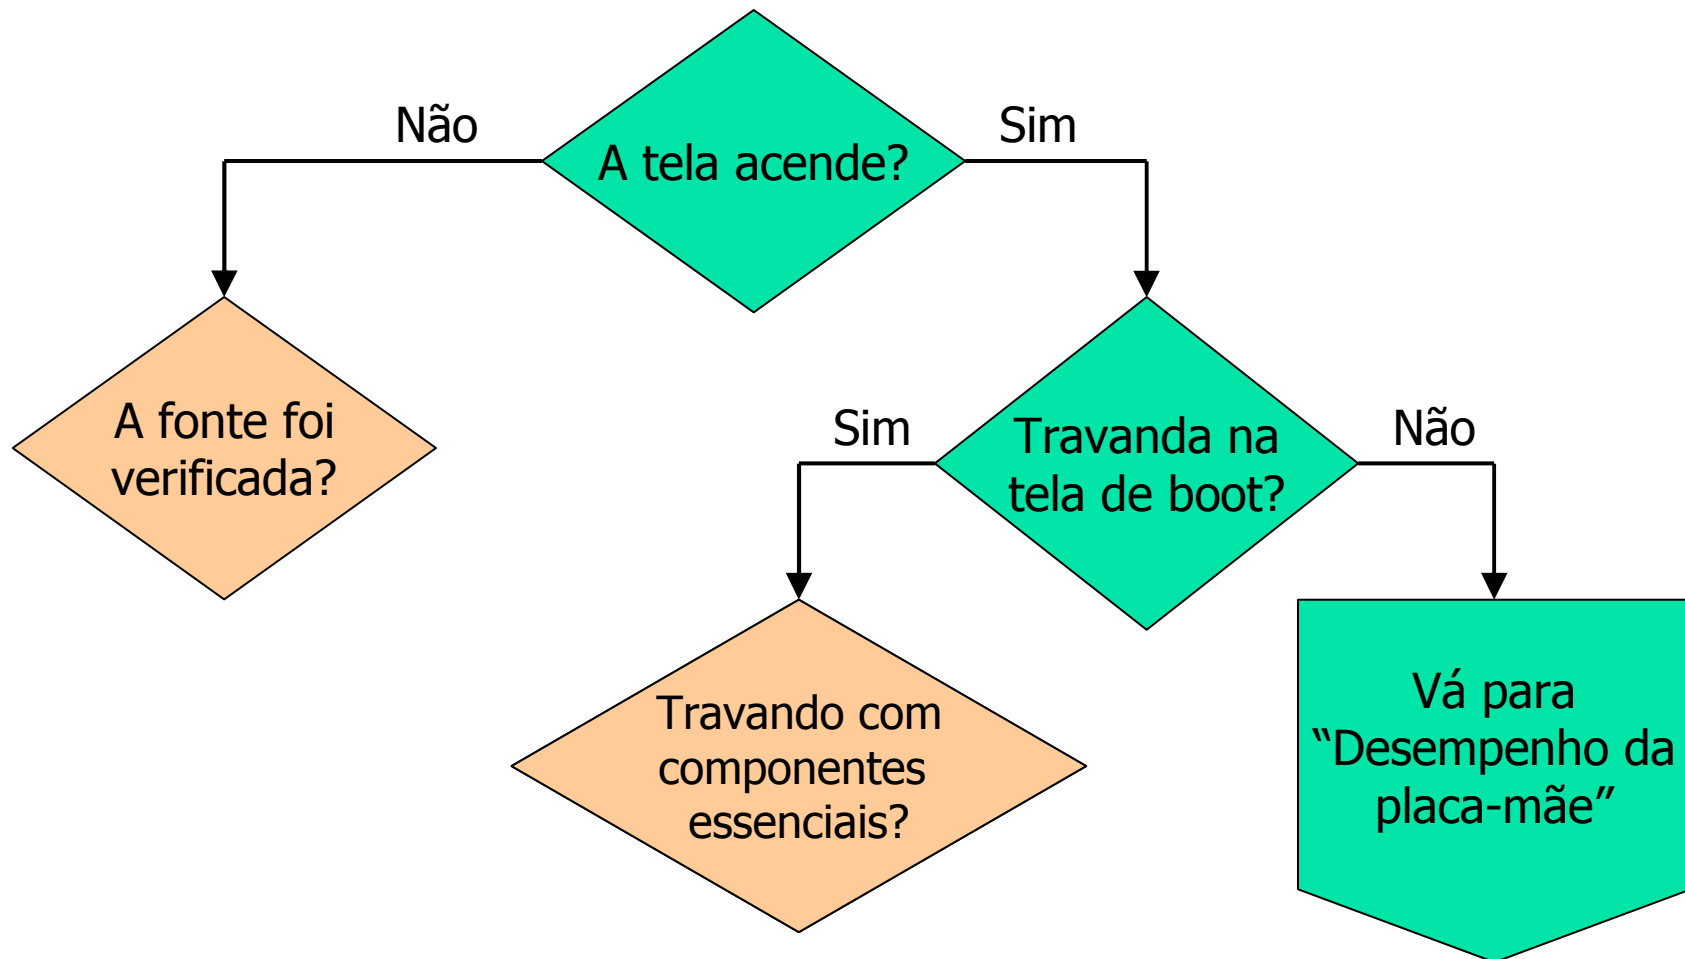 Não
Sim
A tela acende?
A fonte foi
verificada?
Sim
Não
Travanda na
tela de boot?
Travando com
componentes
essenciais?
Vá para
“Desempenho da
placa-mãe”